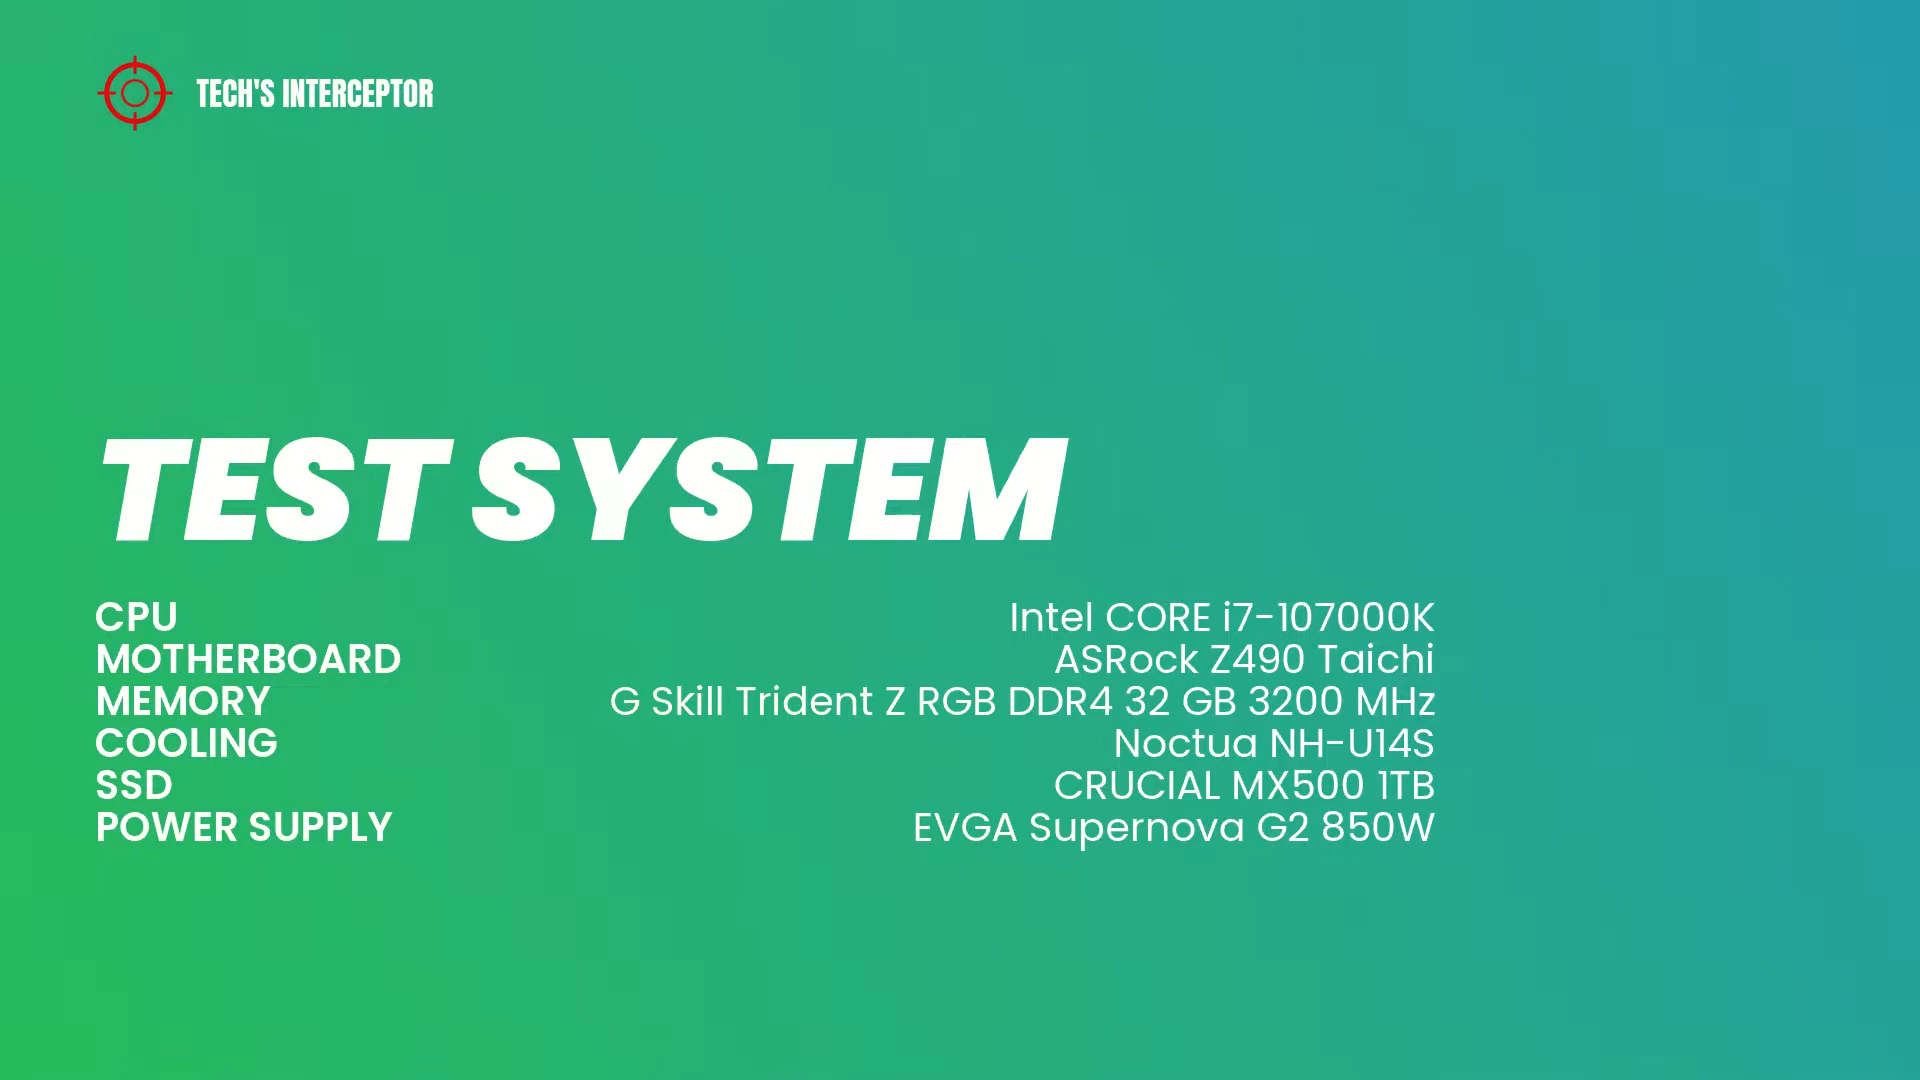 TECH'S INTERCEPTOR
TEST SYSTEM
CPU Intel CORE i7-107000K
MOTHERBOARD ASRock Z490 Taichi
MEMORY G Skill Trident Z RGB DDR4 32 GB 3200 MHz
COOLING Noctua NH-U14S
SSD CRUCIAL MX500 1TB
POWER SUPPLY EVGA Supernova G2 850W